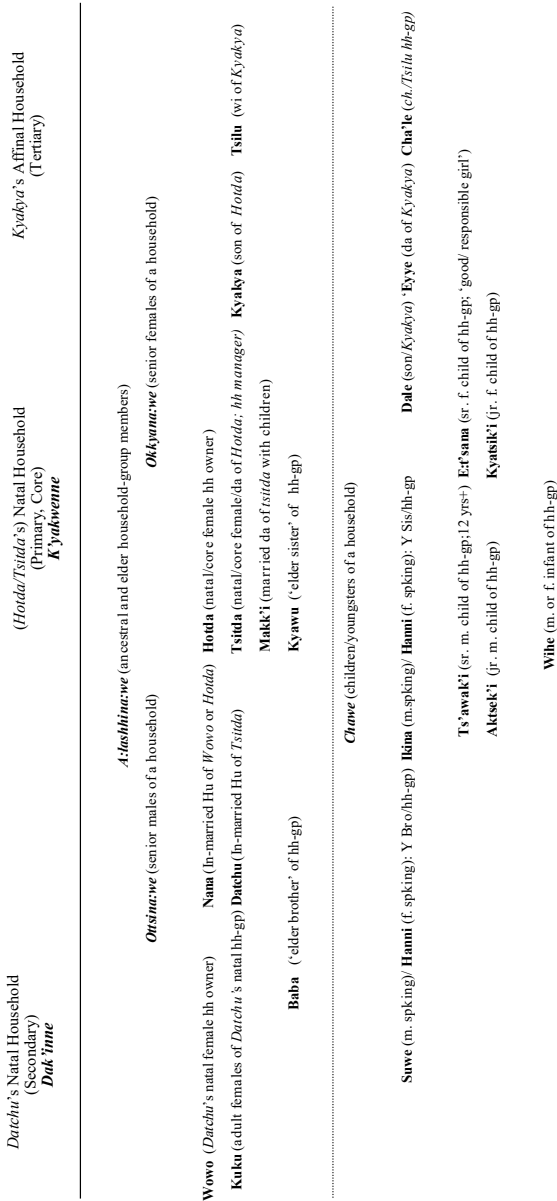 Datchu's Natal Household
(Secondary)
Dak'inne
(Hotda/Tsitda's) Natal Household
(Primary, Core)
K'yakwenne
Kyakya's Affinal Household
(Tertiary)
A:lashhina:we (ancestral and elder household-group members)
Ottsina:we (senior males of a household)
Okkyana:we (senior females of a household)
Wowo (Datchu's natal female hh owner) Nana (In-married Hu of Wowo or Hotda) Hotda (natal/core female hh owner)
Kuku (adult females of Datchu's natal hh-gp) Datchu (In-married Hu of Tsitda) Tsitda (natal/core female/da of Hotda; hh manager) Kyakya (son of Hotda) Tsilu (wi of Kyakya)
Makk'i (married da of tsitda with children)
Baba ('elder brother' of hh-gp) Kyawu ('elder sister' of hh-gp)
Chawe (children/youngsters of a household)
Suwe (m. spking)/ Hanni (f. spking): Y Bro/hh-gp) Ikina (m.spking)/ Hanni (f. spking): Y Sis/hh-gp Dale (son/Kyakya) 'Eyye (da of Kyakya) Cha'le (ch./Tsilu hh-gp)
Ts'awak'i (sr. m. child of hh-gp;12 yrs+) E:t'sana (sr. f. child of hh-gp; 'good/ responsible girl')
Aktsek'i (jr. m. child of hh-gp) Kyatsik'i (jr. f. child of hh-gp)
Wihe (m. or f. infant of hh-gp)